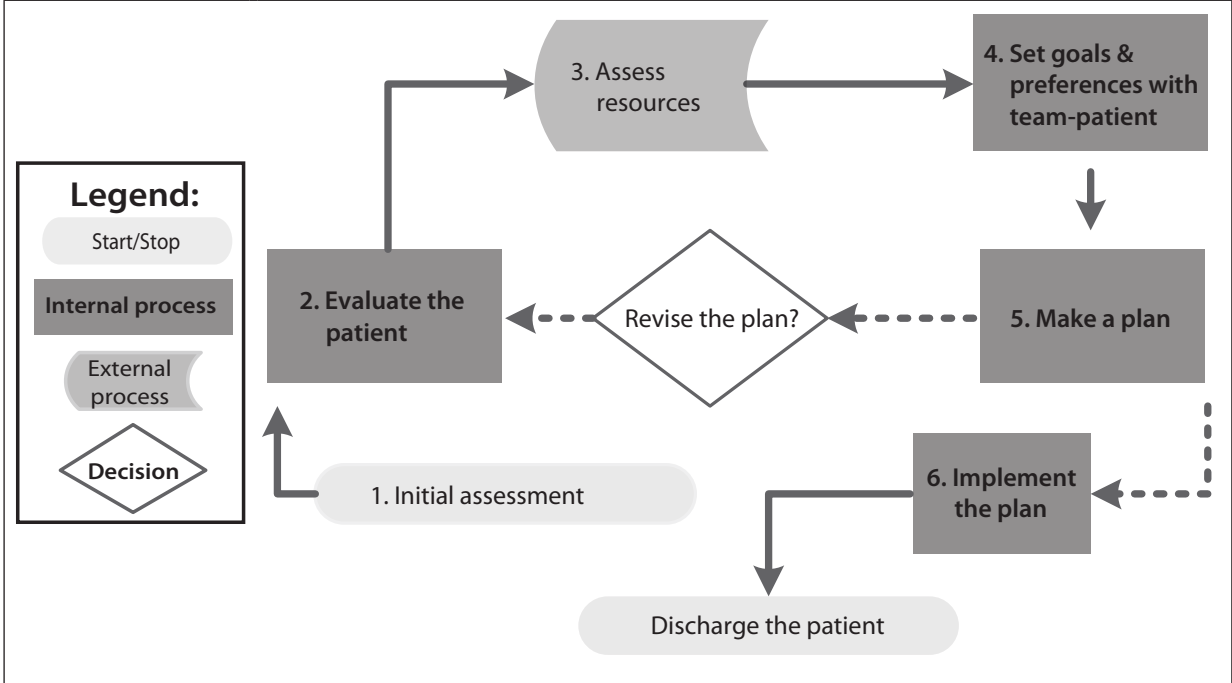 3. Assess
resources
4. Set goals &
preferences with
team-patient
Legend:
Start/Stop
Internal process
External
process
Decision
2. Evaluate the
patient
Revise the plan?
5. Make a plan
1. Initial assessment
6. Implement
the plan
Discharge the patient